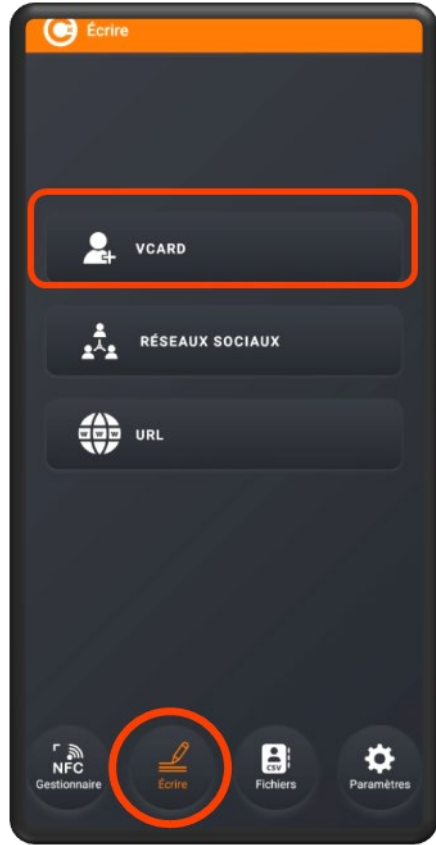 Écrire
VCARD
RÉSEAUX SOCIAUX
W W W
URL
NFC
Gestionnaire
Écrire
CSV
Fichiers
Paramètres